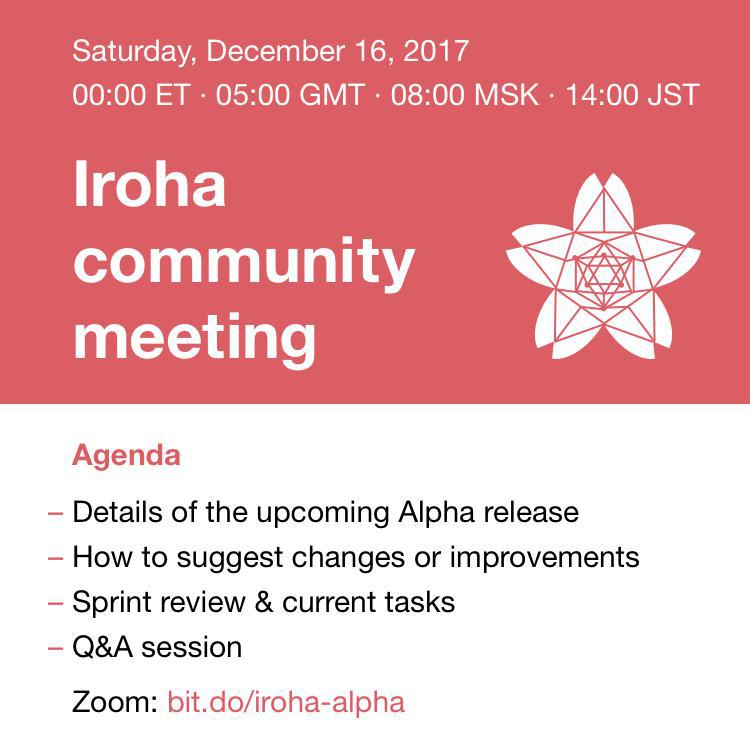 Saturday, December 16, 2017
00:00 ET · 05:00 GMT · 08:00 MSK · 14:00 JST
Iroha
community
meeting
Agenda
– Details of the upcoming Alpha release
– How to suggest changes or improvements
– Sprint review & current tasks
– Q&A session
Zoom: bit.do/iroha-alpha